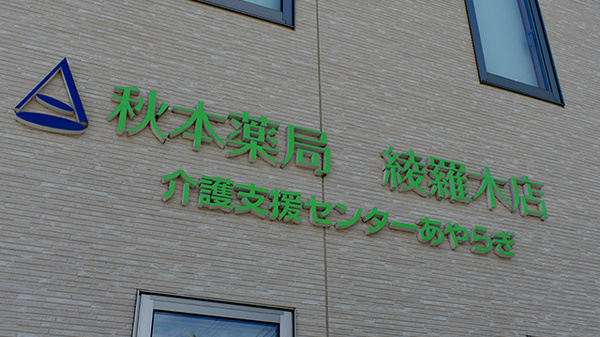 秋本薬局 綾羅木店
介護支援センターあやらぎ